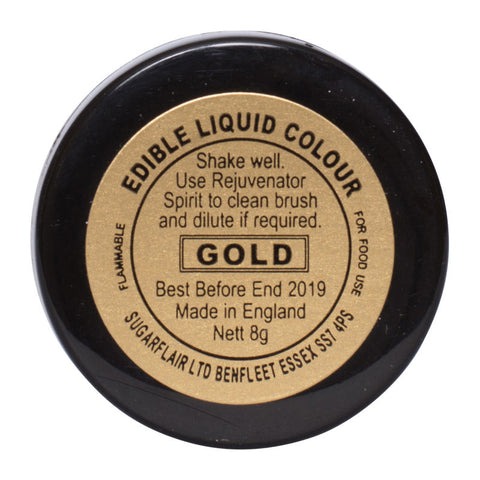 EDIBLE LIQUID COLOUR
Shake well.
Use Rejuvenator
Spirit to clean brush
and dilute if required.
FLAMMABLE
GOLD
FOR FOOD USE
Best Before End 2019
Made in England
Nett 8g
SUGARFLAIR LTD BENFLEET ESSEX SS7 4PS